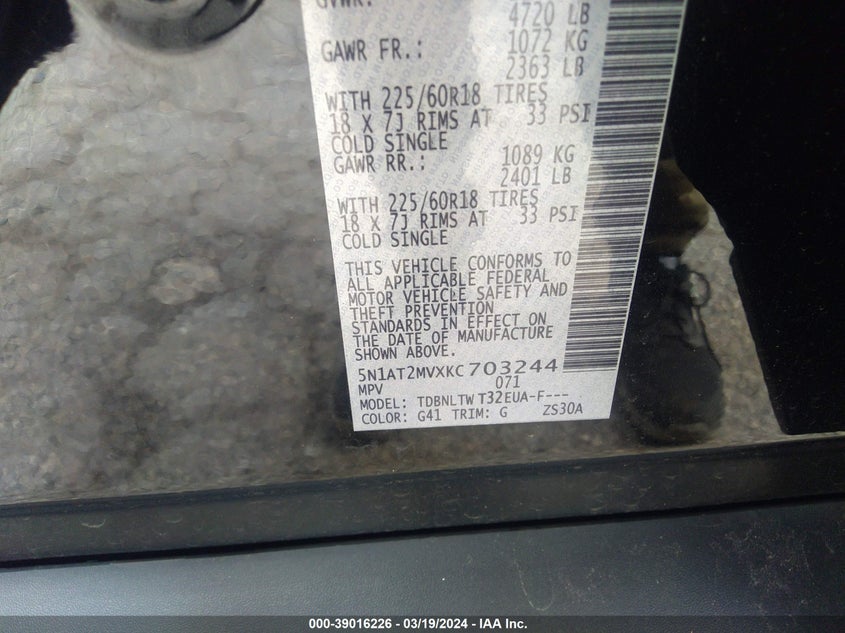 GVWR:
4720 LB
GAWR FR.: 1072 KG
2363 LB
WITH 225/60R18 TIRES
18 X 7J RIMS AT 33 PSI
COLD SINGLE
GAWR RR.: 1089 KG
2401 LB
WITH 225/60R18 TIRES
18 X 7J RIMS AT 33 PSI
COLD SINGLE
THIS VEHICLE CONFORMS TO
ALL APPLICABLE FEDERAL
MOTOR VEHICLE SAFETY AND
THEFT PREVENTION
STANDARDS IN EFFECT ON
THE DATE OF MANUFACTURE
SHOWN ABOVE.
5N1AT2MVXKC703244
MPV 071
MODEL: TDBNLTW T32EUA-F---
COLOR: G41 TRIM: G ZS30A
000-39016226 - 03/19/2024 - IAA Inc.